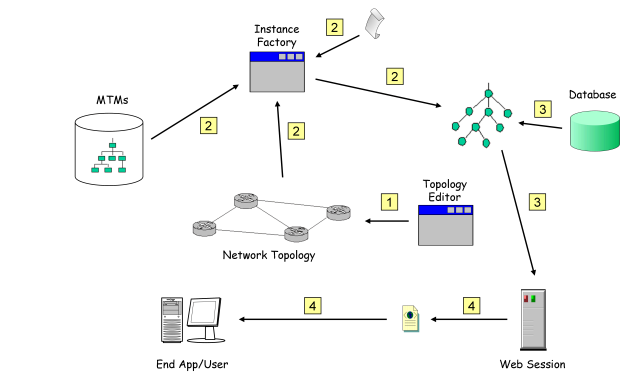 Instance
Factory
2
2
MTMs
Database
3
2
2
Topology
Editor
1
3
Network Topology
4
4
End App/User
Web Session